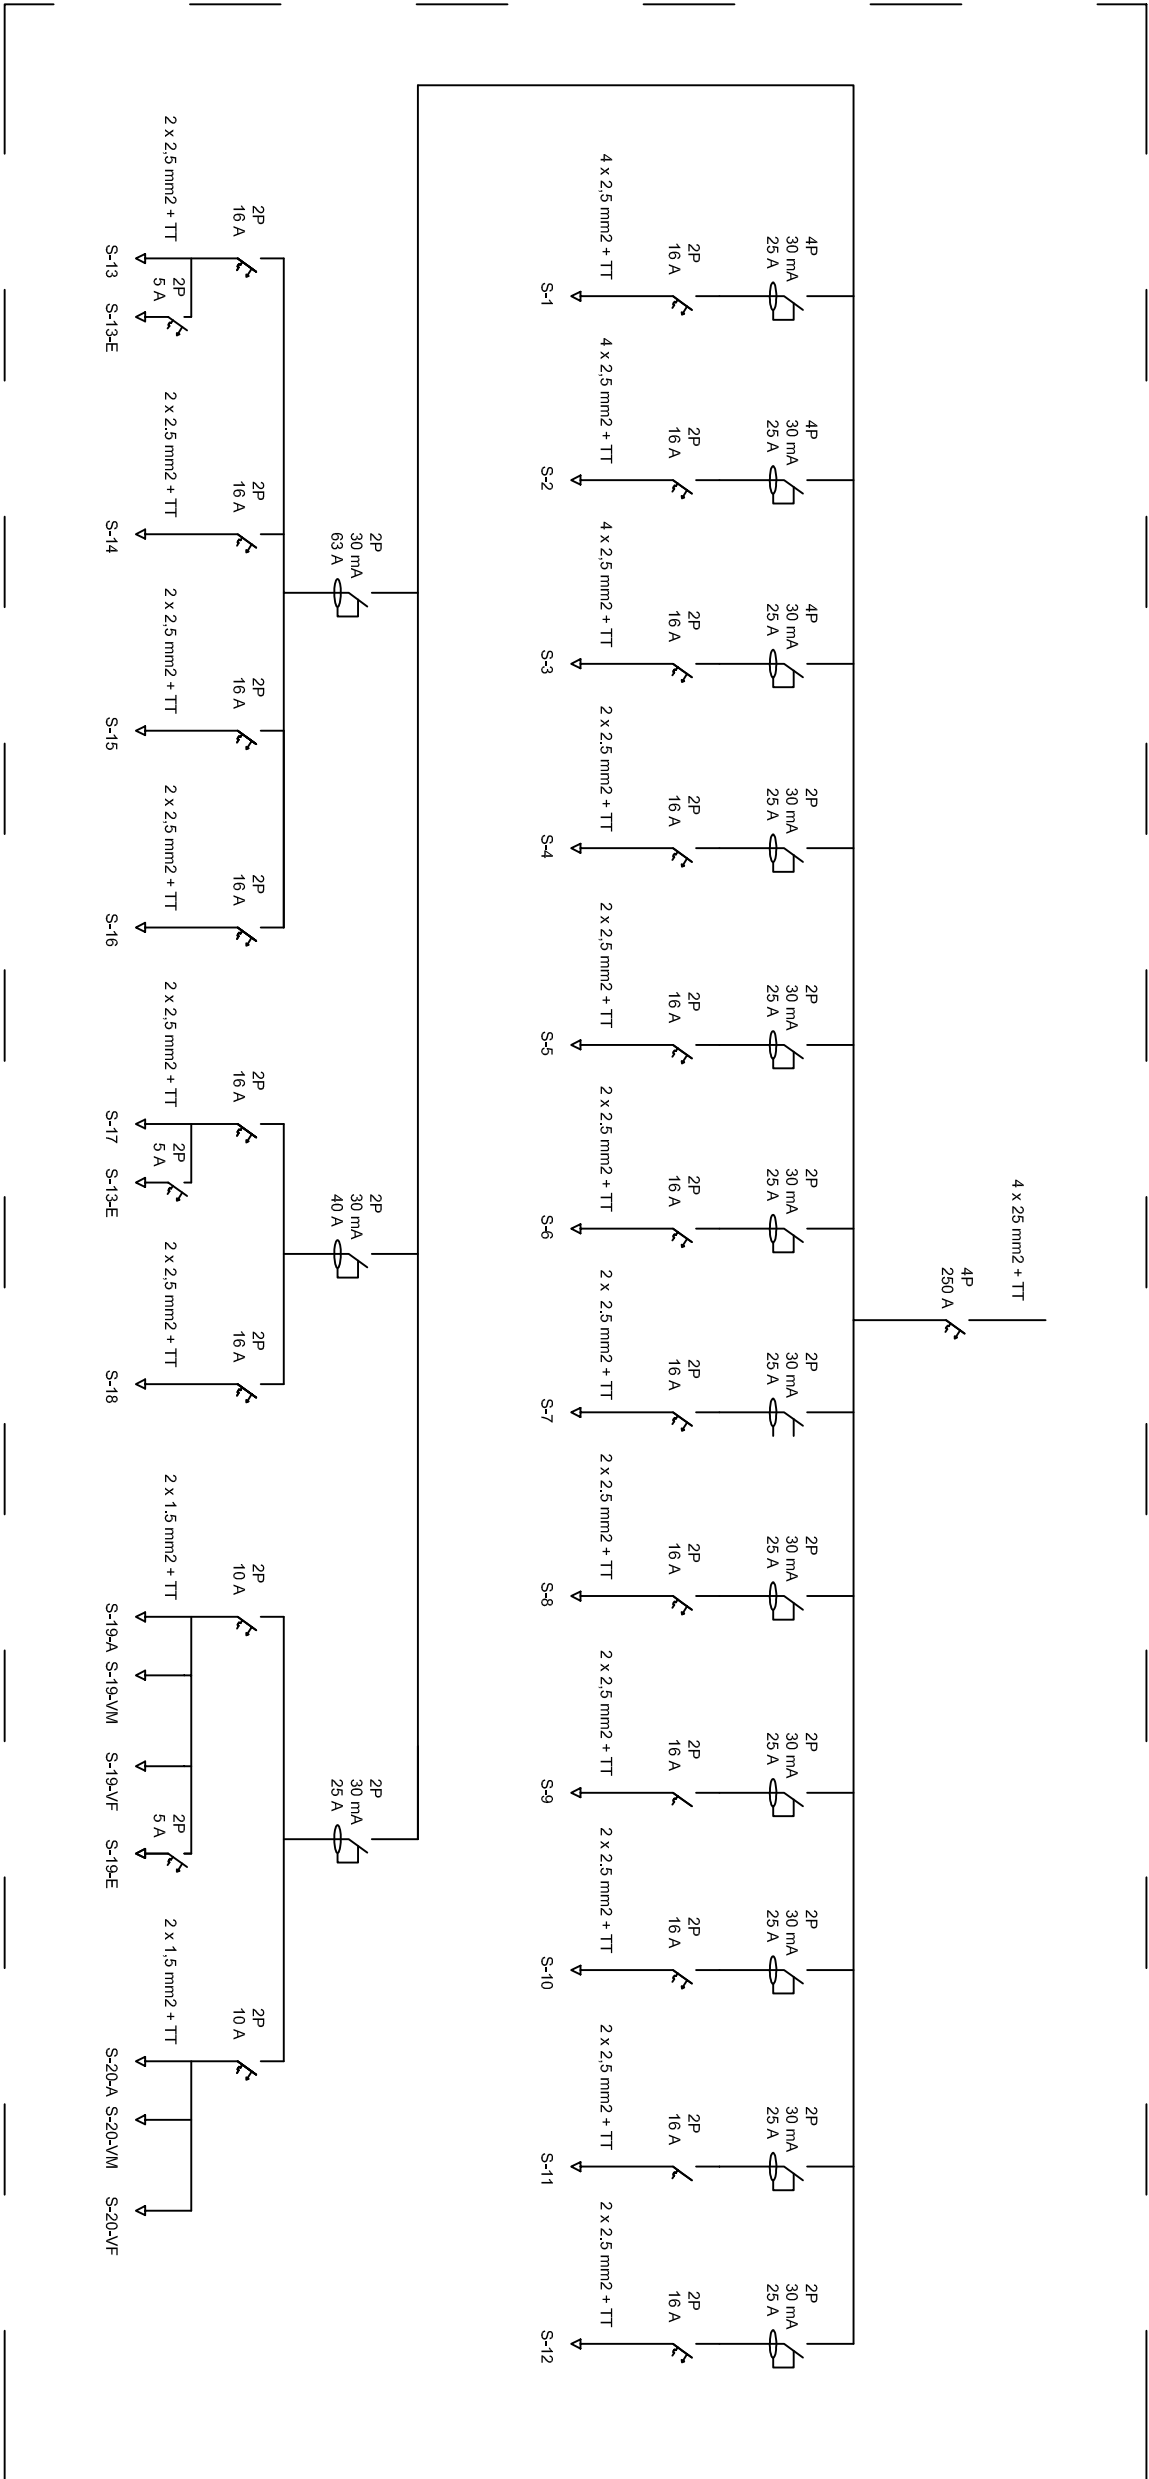 4 x 25 mm2 + TT
4P
250 A
4P
30 mA
25 A
2P
16 A
4 x 2,5 mm2 + TT
S-1
4P
30 mA
25 A
2P
16 A
4 x 2,5 mm2 + TT
S-2
4P
30 mA
25 A
2P
16 A
4 x 2,5 mm2 + TT
S-3
2P
30 mA
25 A
2P
16 A
2 x 2.5 mm2 + TT
S-4
2P
30 mA
25 A
2P
16 A
2 x 2,5 mm2 + TT
S-5
2P
30 mA
25 A
2P
16 A
2 x 2.5 mm2 + TT
S-6
2P
30 mA
25 A
2P
16 A
2 x 2.5 mm2 + TT
S-7
2P
30 mA
25 A
2P
16 A
2 x 2.5 mm2 + TT
S-8
2P
30 mA
25 A
2P
16 A
2 x 2,5 mm2 + TT
S-9
2P
30 mA
25 A
2P
16 A
2 x 2.5 mm2 + TT
S-10
2P
30 mA
25 A
2P
16 A
2 x 2,5 mm2 + TT
S-11
2P
30 mA
25 A
2P
16 A
2 x 2.5 mm2 + TT
S-12
2P
30 mA
63 A
2P
16 A
2 x 2,5 mm2 + TT
S-13
2P
5 A
S-13-E
2P
16 A
2 x 2.5 mm2 + TT
S-14
2P
16 A
2 x 2,5 mm2 + TT
S-15
2P
16 A
2 x 2,5 mm2 + TT
S-16
2P
30 mA
40 A
2P
16 A
2 x 2,5 mm2 + TT
S-17
2P
5 A
S-13-E
2P
16 A
2 x 2,5 mm2 + TT
S-18
2P
30 mA
25 A
2P
10 A
2 x 1.5 mm2 + TT
S-19-A
S-19-VM
S-19-VF
2P
5 A
S-19-E
2P
10 A
2 x 1,5 mm2 + TT
S-20-A
S-20-VM
S-20-VF